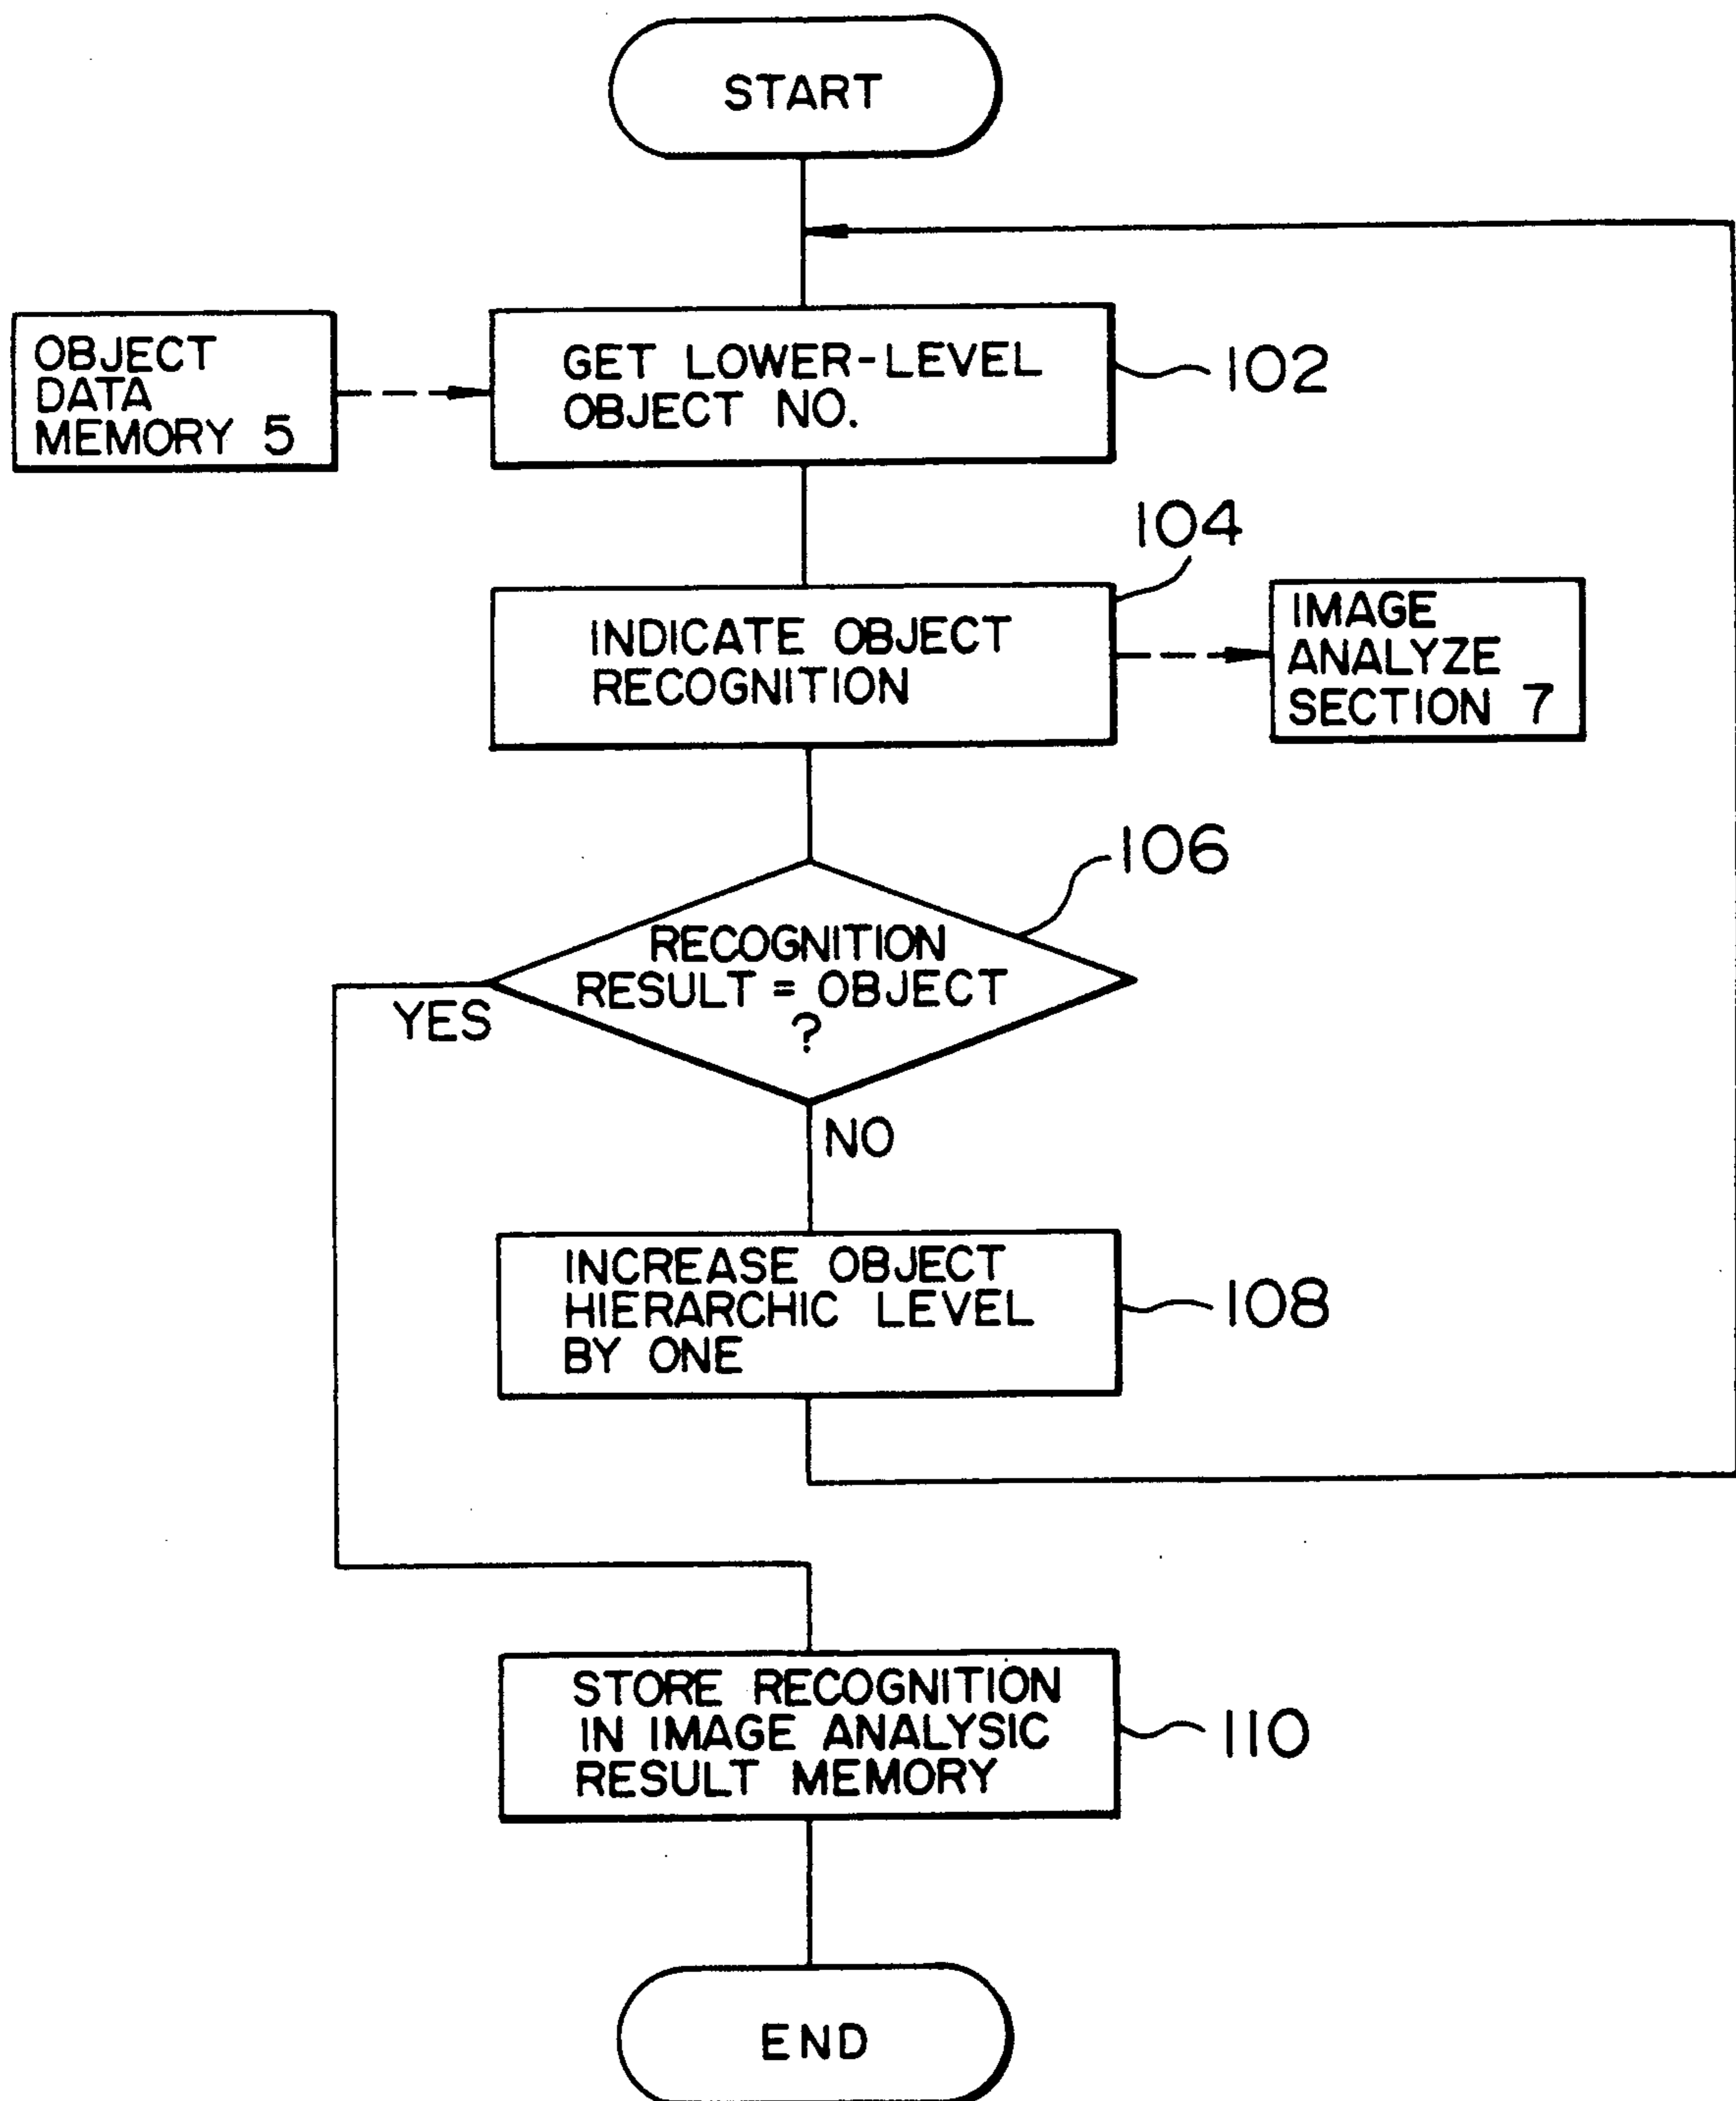 START
OBJECT
DATA
MEMORY 5
GET LOWER-LEVEL
OBJECT NO.
102
104
INDICATE OBJECT
RECOGNITION
IMAGE
ANALYZE
SECTION 7
106
RECOGNITION
RESULT = OBJECT
?
YES
NO
INCREASE OBJECT
HIERARCHIC LEVEL
BY ONE
108
STORE RECOGNITION
IN IMAGE ANALYSIC
RESULT MEMORY
110
END